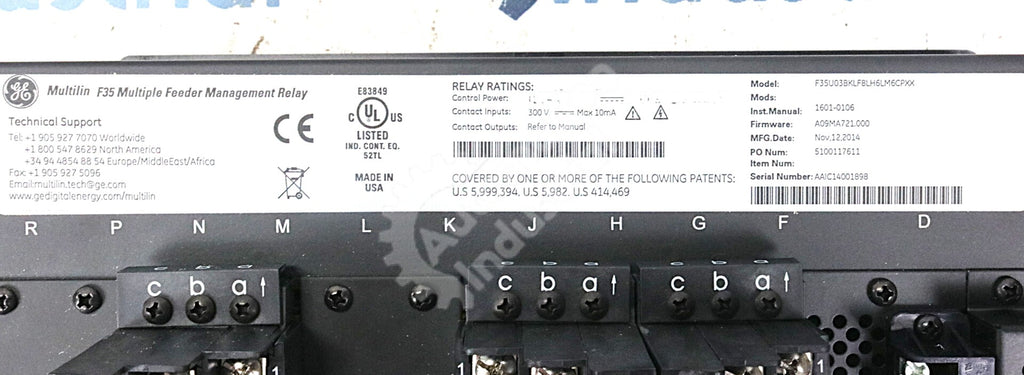 GE Multilin F35 Multiple Feeder Management Relay
Technical Support
Tel: +1 905 927 7070 Worldwide
+1 800 547 8629 North America
+34 94 4854 88 54 Europe/MiddleEast/Africa
Fax: +1 905 927 5096
Email:multilin.tech@ge.com
www.gedigitalenergy.com/multilin
CE
E83849
C UL US
LISTED
IND. CONT. EQ.
52TL
MADE IN
USA
RELAY RATINGS:
Control Power:
Contact Inputs: 300 V Max 10mA
Contact Outputs: Refer to Manual
COVERED BY ONE OR MORE OF THE FOLLOWING PATENTS:
U.S 5,999,394, U.S 5,982, U.S 414,469
Model: F35U03BKLF8LH6LM6CPXX
Mods:
Inst.Manual: 1601-0106
Firmware: A09MA721.000
MFG.Date: Nov,12,2014
PO Num: 5100117611
Item Num:
Serial Number: AAIC14001898
R P N M L K J H G F D
c b a
c b a
c b a
1 1 1